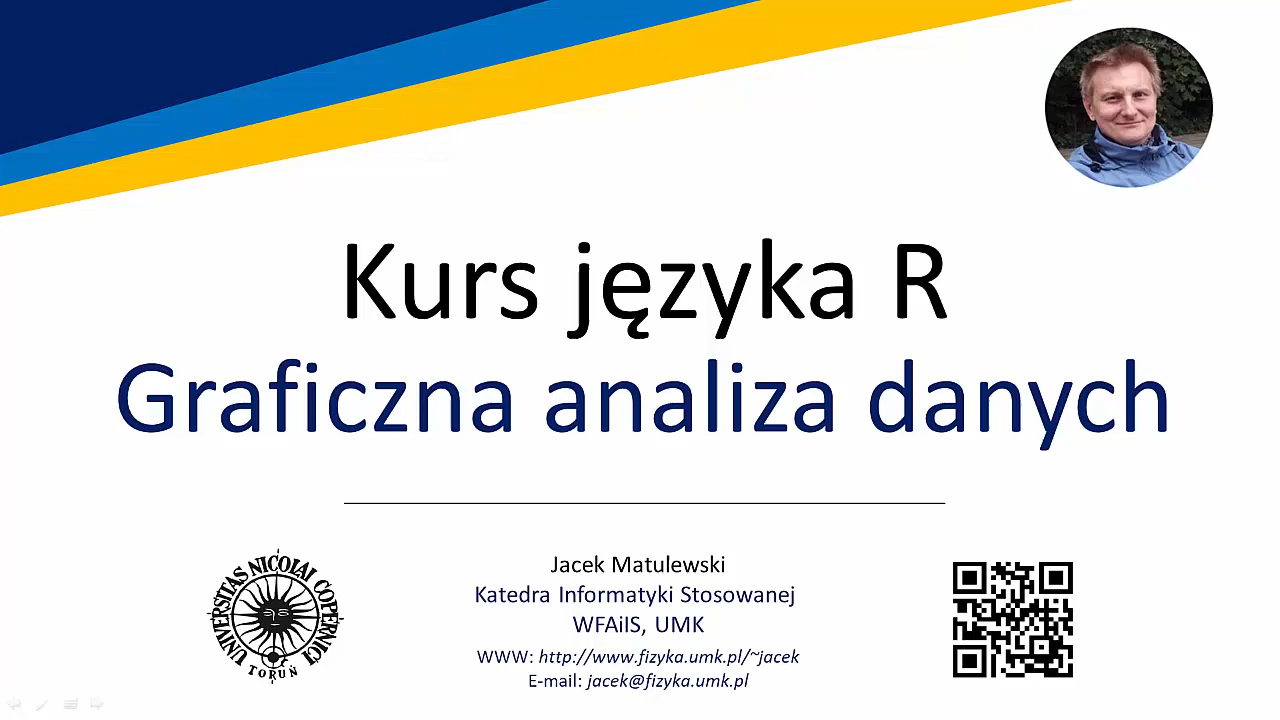 Kurs języka R
Graficzna analiza danych
UNIVERSITAS NICOLAI COPERNICI
TORUŃ
Jacek Matulewski
Katedra Informatyki Stosowanej
WFAiIS, UMK
WWW: http://www.fizyka.umk.pl/~jacek
E-mail: jacek@fizyka.umk.pl